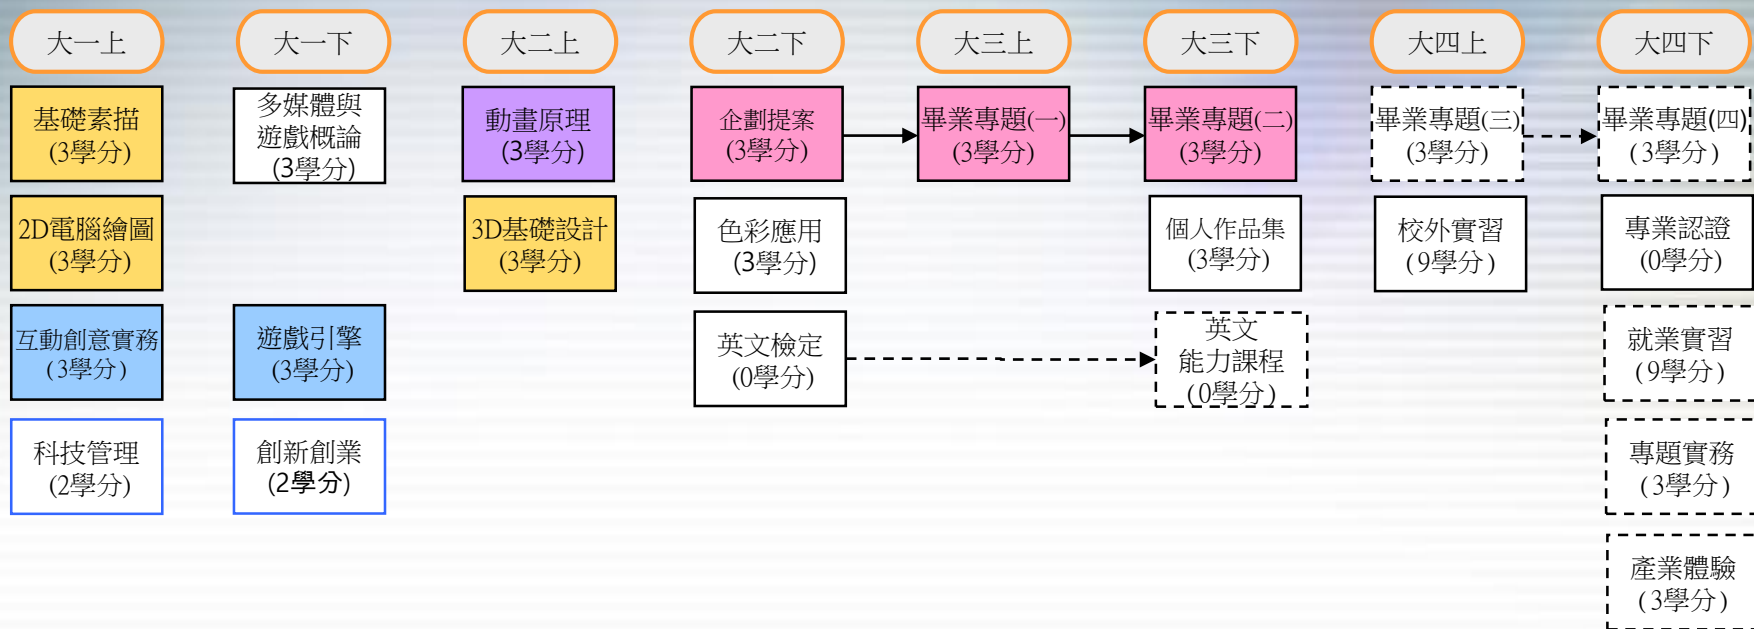 大一上
大一下
大二上
大二下
大三上
大三下
大四上
大四下
基礎素描
(3學分)
多媒體與
遊戲概論
(3學分)
動畫原理
(3學分)
企劃提案
(3學分)
畢業專題(一)
(3學分)
畢業專題(二)
(3學分)
畢業專題(三)
(3學分)
畢業專題(四)
(3學分)
2D電腦繪圖
(3學分)
3D基礎設計
(3學分)
色彩應用
(3學分)
個人作品集
(3學分)
校外實習
(9學分)
專業認證
(0學分)
互動創意實務
(3學分)
遊戲引擎
(3學分)
英文檢定
(0學分)
英文
能力課程
(0學分)
就業實習
(9學分)
科技管理
(2學分)
創新創業
(2學分)
專題實務
(3學分)
產業體驗
(3學分)